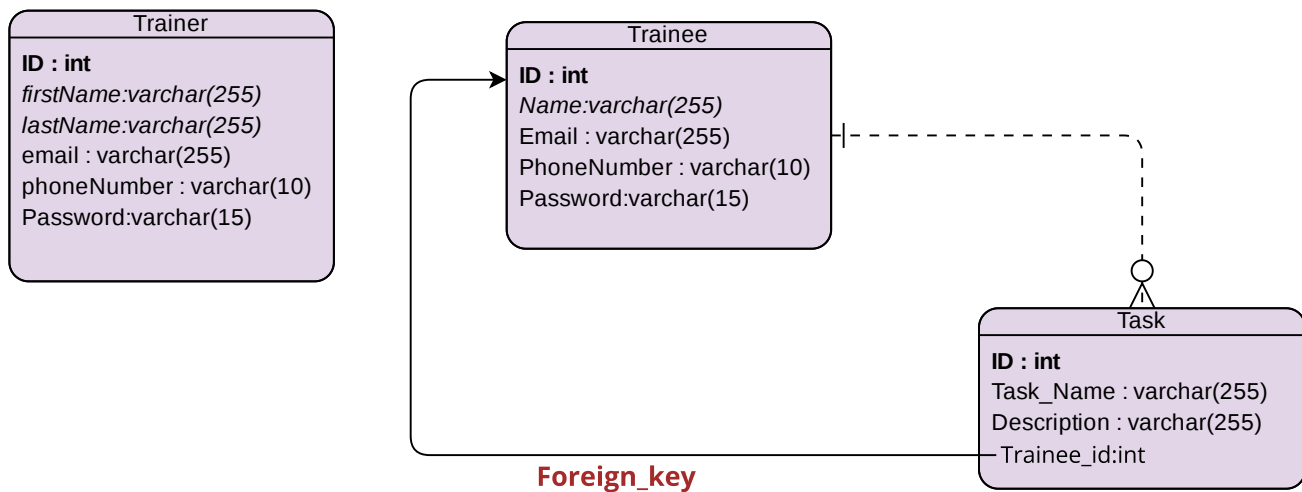 Trainer
ID : int
firstName:varchar(255)
lastName:varchar(255)
email : varchar(255)
phoneNumber : varchar(10)
Password:varchar(15)
Trainee
ID : int
Name:varchar(255)
Email : varchar(255)
PhoneNumber : varchar(10)
Password:varchar(15)
Task
ID : int
Task_Name : varchar(255)
Description : varchar(255)
Trainee_id:int
Foreign_key